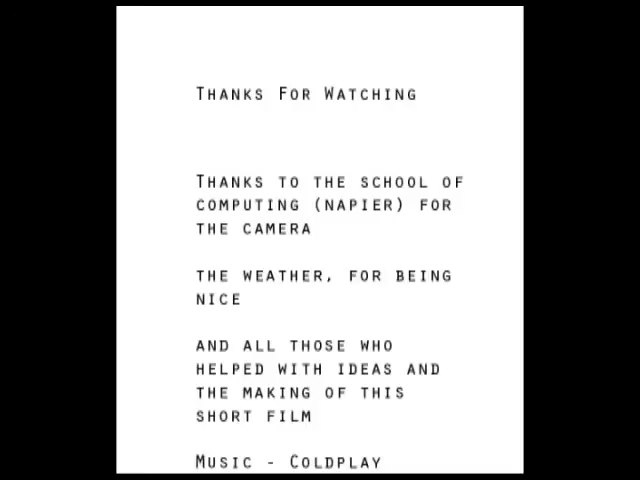 Thanks For Watching
Thanks to the school of
computing (napier) for
the camera
the weather, for being
nice
and all those who
helped with ideas and
the making of this
short film
Music - Coldplay